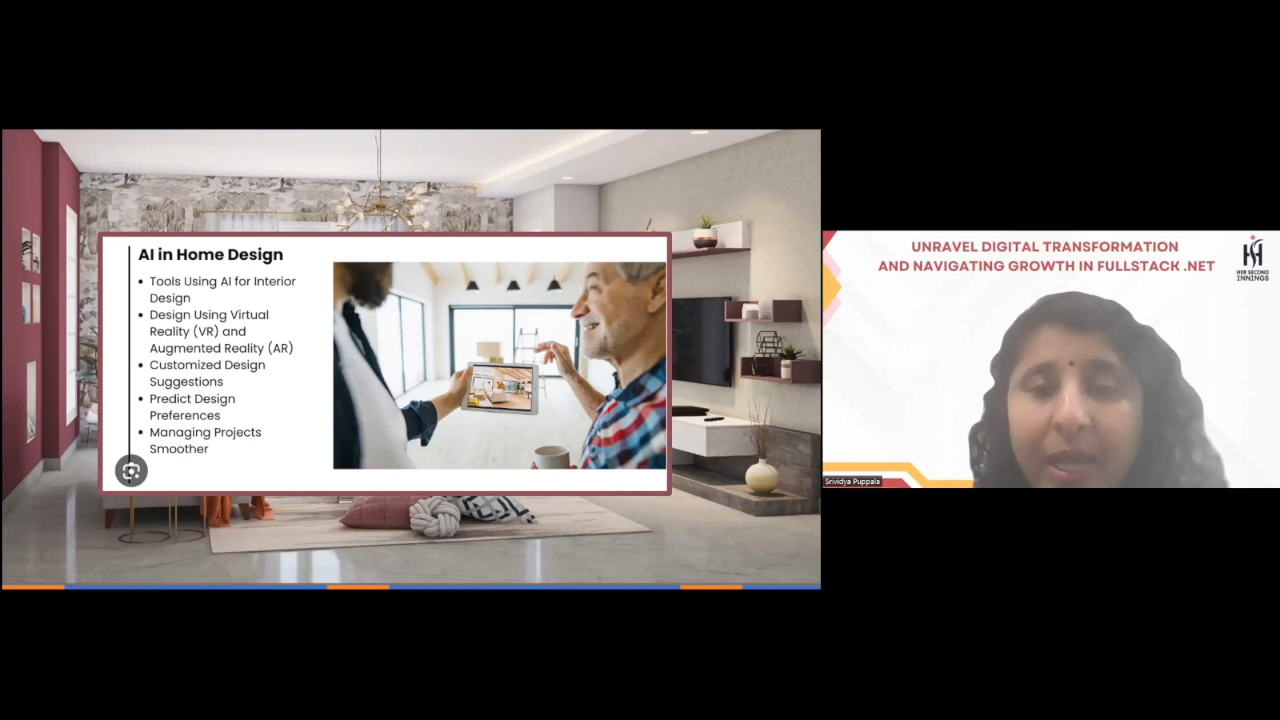 AI in Home Design
Tools Using AI for Interior
Design
Design Using Virtual
Reality (VR) and
Augmented Reality (AR)
Customized Design
Suggestions
Predict Design
Preferences
Managing Projects
Smoother
UNRAVEL DIGITAL TRANSFORMATION
AND NAVIGATING GROWTH IN FULLSTACK .NET
HER SECOND
INNINGS
Srividya Puppala